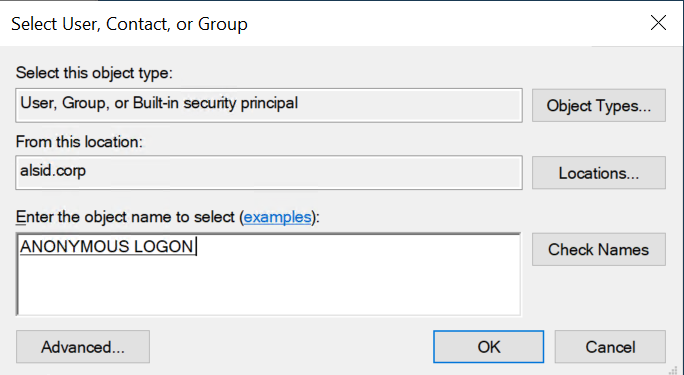 Select User, Contact, or Group
Select this object type:
User, Group, or Built-in security principal
Object Types...
From this location:
alsid.corp
Locations...
Enter the object name to select (examples):
ANONYMOUS LOGON
Check Names
Advanced...
OK
Cancel